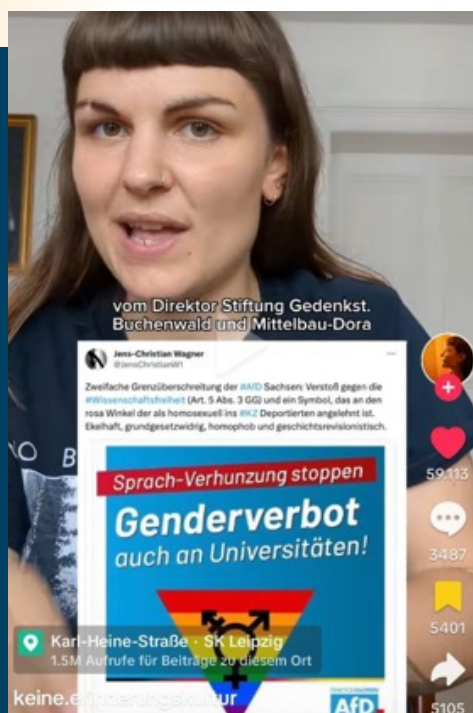 vom Direktor Stiftung Gedenkst.
Buchenwald und Mittelbau-Dora
Jens-Christian Wagner
@JensChristianW1
Zweifache Grenzüberschreitung der #AfD Sachsen: Verstoß gegen die
#Wissenschaftsfreiheit (Art. 5 Abs. 3 GG) und ein Symbol, das an den
rosa Winkel der als homosexuell ins #KZ Deportierten angelehnt ist.
Ekelhaft, grundgesetzwidrig, homophob und geschichtsrevisionistisch.
Sprach-Verhunzung stoppen
Genderverbot
auch an Universitäten!
AfD
59.113
3487
5401
5105
Karl-Heine-Straße · SK Leipzig
1.5M Aufrufe für Beiträge zu diesem Ort
keine.erinnerungskultur